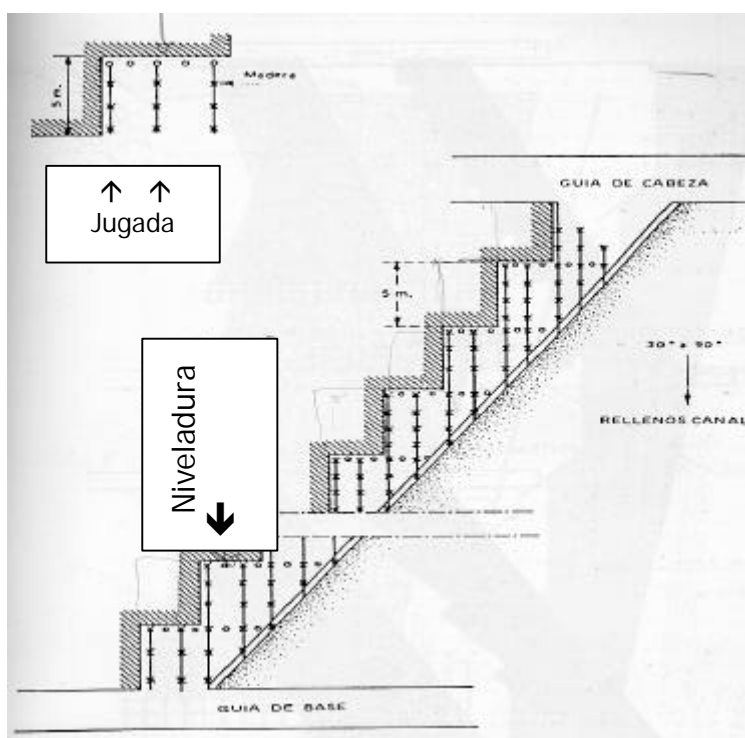 5 m.
Madera
Jugada
GUIA DE CABEZA
5 m.
30° a 90°
RELLENOS CANAL
Niveladura
GUIA DE BASE